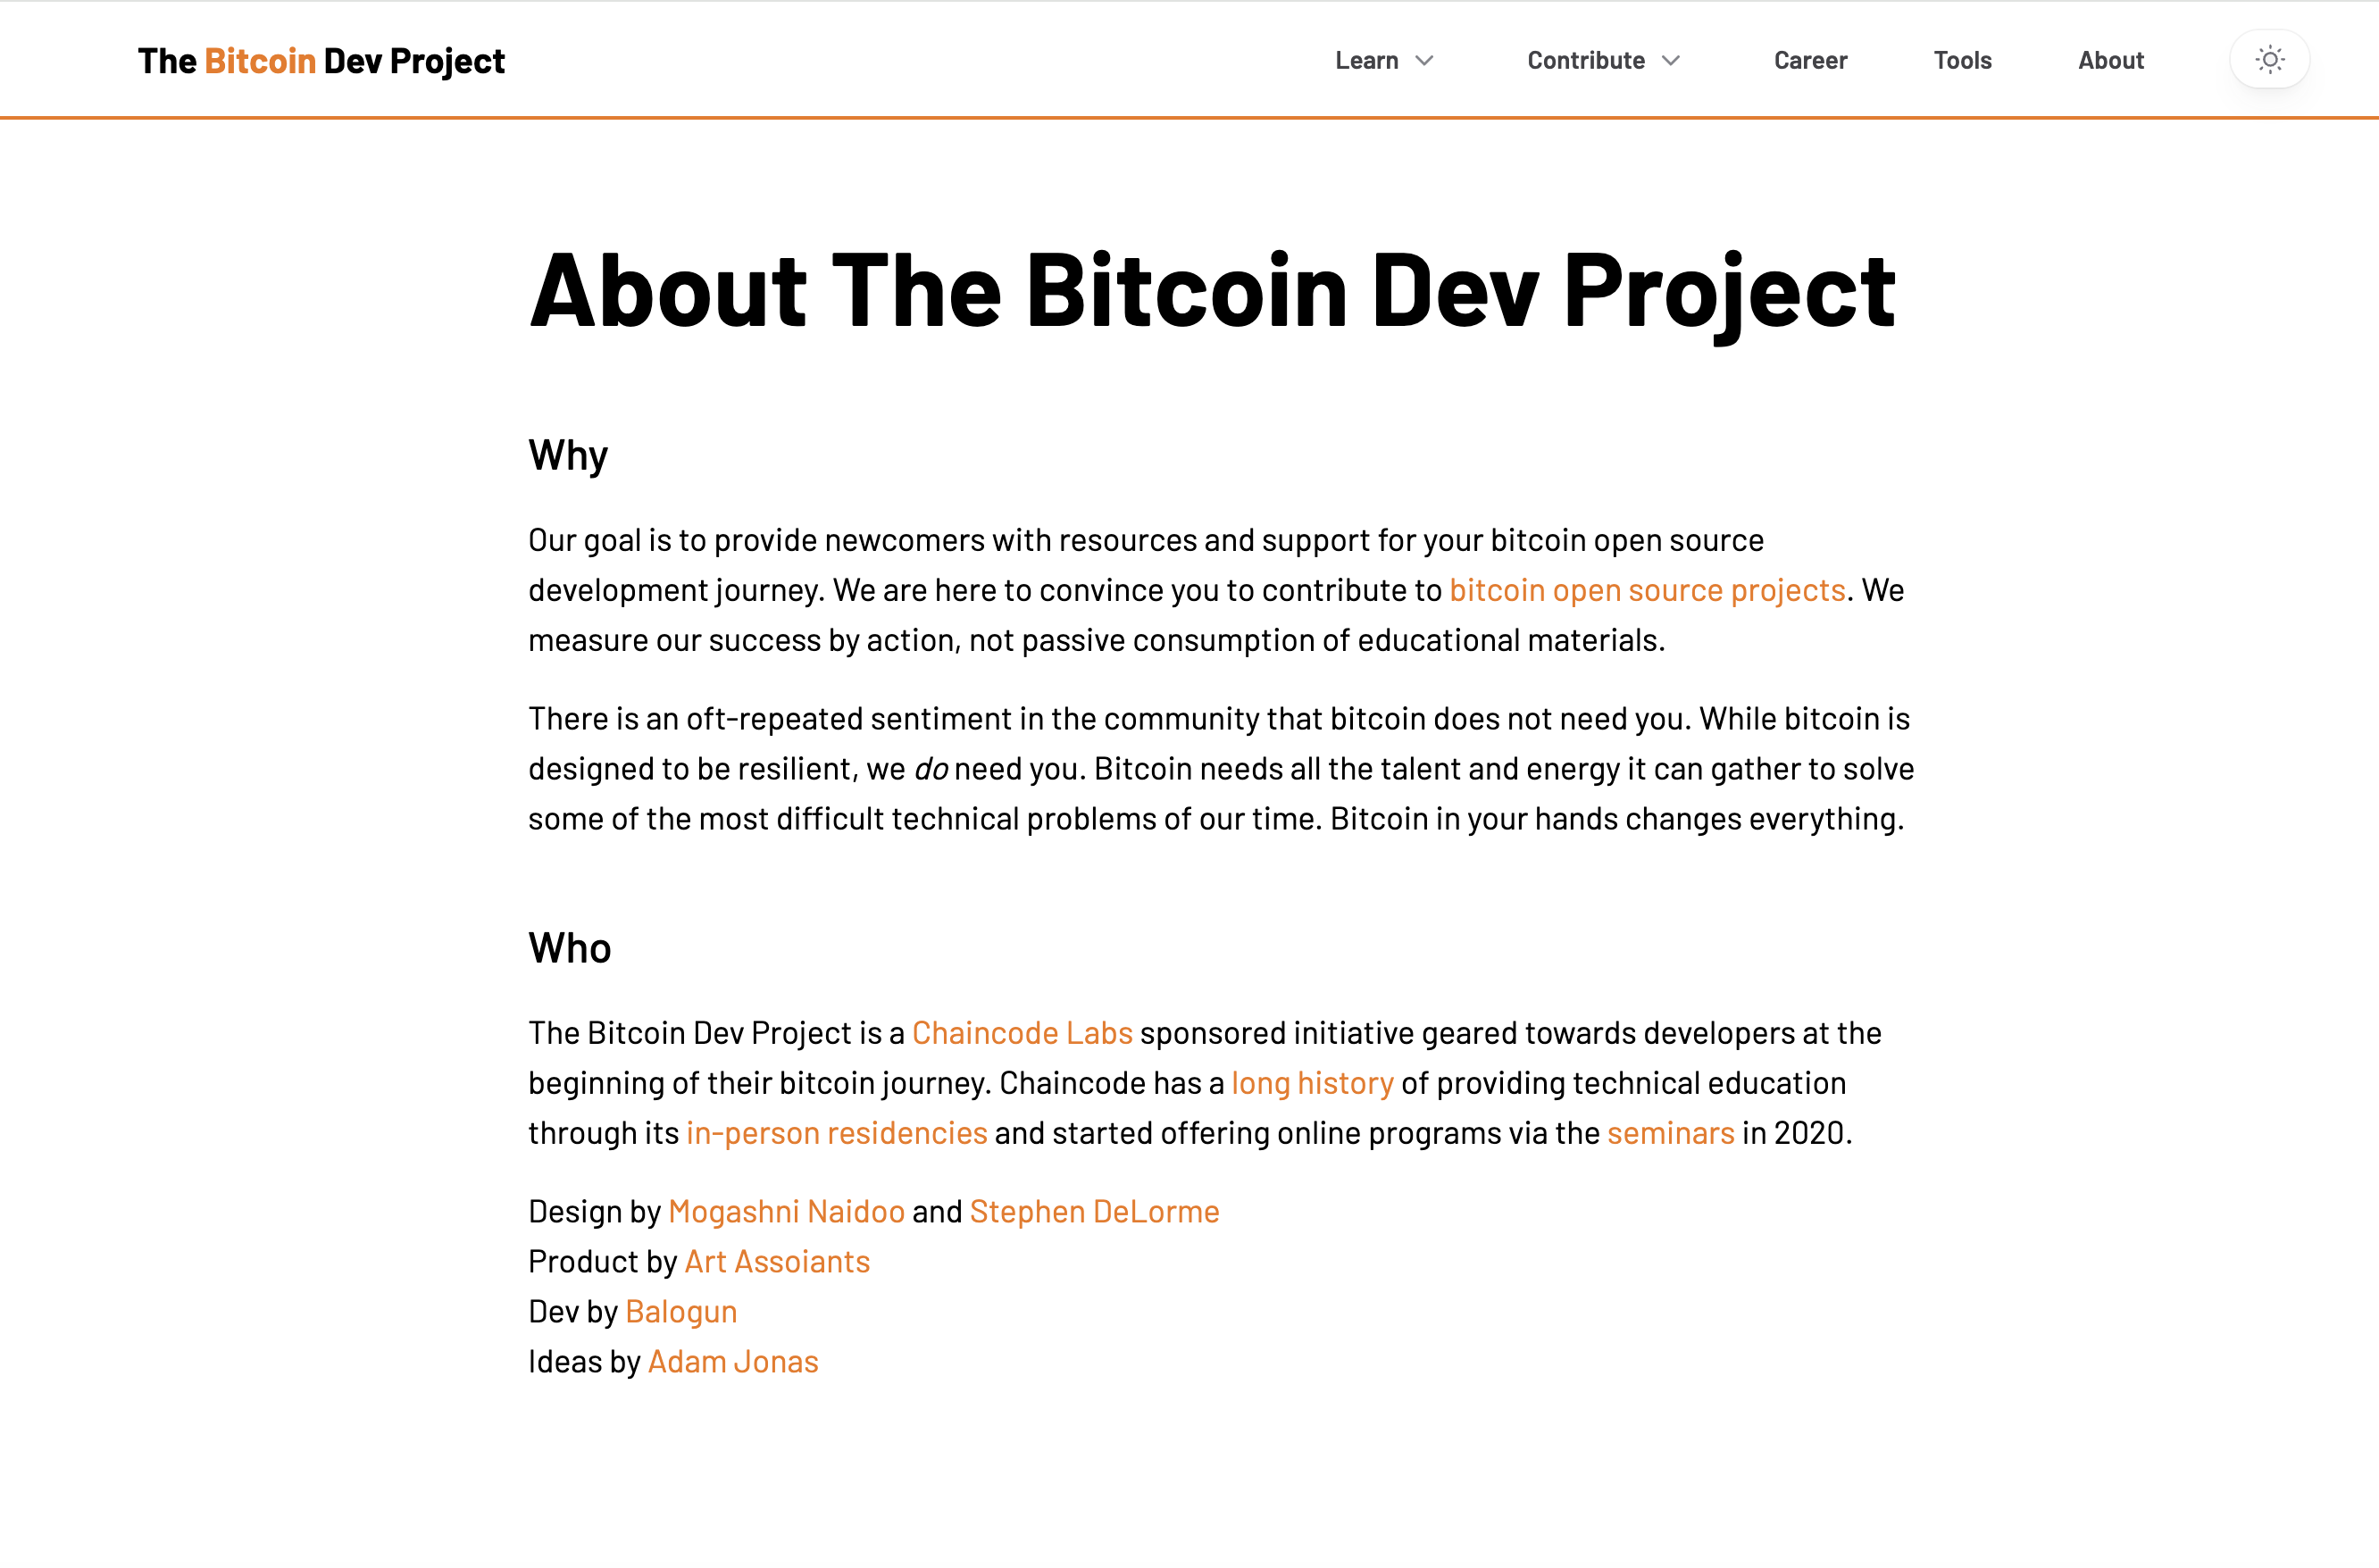 The Bitcoin Dev Project
Learn
Contribute
Career
Tools
About
About The Bitcoin Dev Project
Why
Our goal is to provide newcomers with resources and support for your bitcoin open source
development journey. We are here to convince you to contribute to bitcoin open source projects. We
measure our success by action, not passive consumption of educational materials.
There is an oft-repeated sentiment in the community that bitcoin does not need you. While bitcoin is
designed to be resilient, we do need you. Bitcoin needs all the talent and energy it can gather to solve
some of the most difficult technical problems of our time. Bitcoin in your hands changes everything.
Who
The Bitcoin Dev Project is a Chaincode Labs sponsored initiative geared towards developers at the
beginning of their bitcoin journey. Chaincode has a long history of providing technical education
through its in-person residencies and started offering online programs via the seminars in 2020.
Design by Mogashni Naidoo and Stephen DeLorme
Product by Art Assoiants
Dev by Balogun
Ideas by Adam Jonas